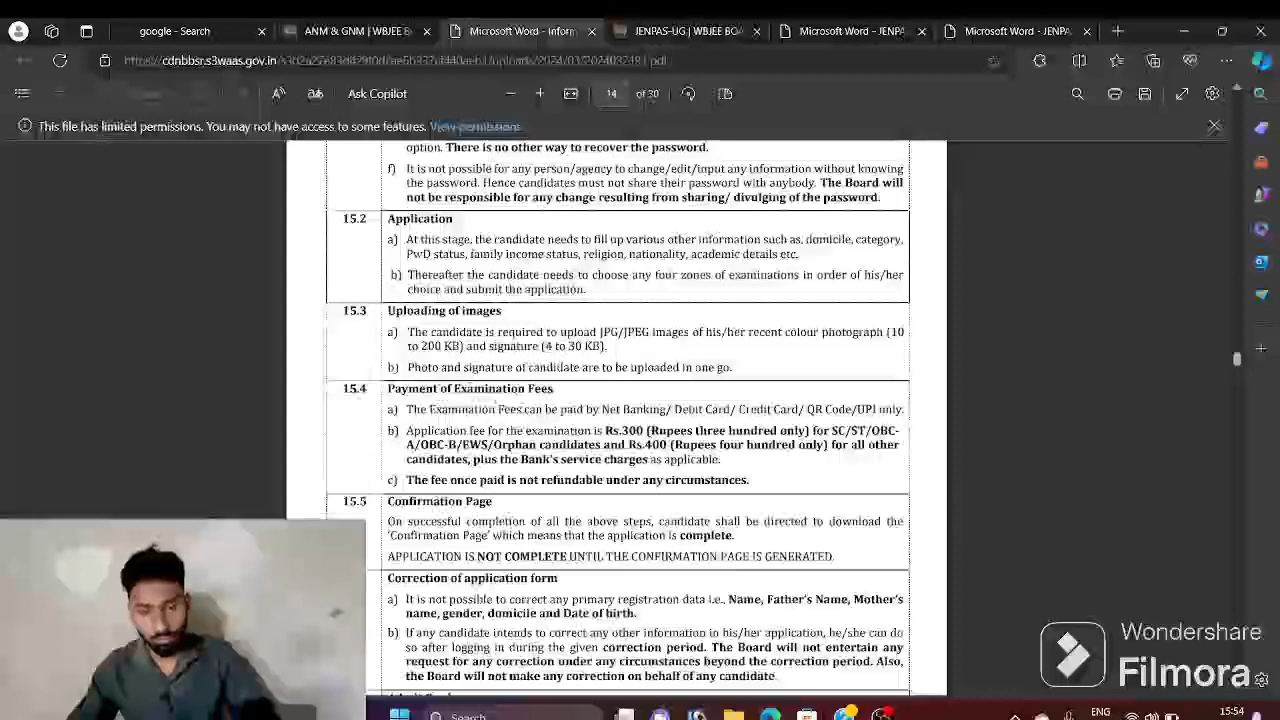 google - Search
ANM & GNM | WBJEE B
Microsoft Word - Inform
JENPAS-UG | WBJEE BOA
Microsoft Word - JENPA
Microsoft Word - JENPA
cdnbbsr.s3waas.gov.in
Ask Copilot
14 of 30
This file has limited permissions. You may not have access to some features. View permissions
option. There is no other way to recover the password.
f) It is not possible for any person/agency to change/edit/input any information without knowing
the password. Hence candidates must not share their password with anybody. The Board will
not be responsible for any change resulting from sharing/ divulging of the password.
15.2 Application
a) At this stage, the candidate needs to fill up various other information such as, domicile, category,
PwD status, family income status, religion, nationality, academic details etc.
b) Thereafter the candidate needs to choose any four zones of examinations in order of his/her
choice and submit the application.
15.3 Uploading of images
a) The candidate is required to upload JPG/JPEG images of his/her recent colour photograph (10
to 200 KB) and signature (4 to 30 KB).
b) Photo and signature of candidate are to be uploaded in one go.
15.4 Payment of Examination Fees
a) The Examination Fees can be paid by Net Banking/ Debit Card/ Credit Card/ QR Code/UPI only.
b) Application fee for the examination is Rs.300 (Rupees three hundred only) for SC/ST/OBC-
A/OBC-B/EWS/Orphan candidates and Rs.400 (Rupees four hundred only) for all other
candidates, plus the Bank's service charges as applicable.
c) The fee once paid is not refundable under any circumstances.
15.5 Confirmation Page
On successful completion of all the above steps, candidate shall be directed to download the
'Confirmation Page' which means that the application is complete.
APPLICATION IS NOT COMPLETE UNTIL THE CONFIRMATION PAGE IS GENERATED.
Correction of application form
a) It is not possible to correct any primary registration data i.e., Name, Father's Name, Mother's
name, gender, domicile and Date of birth.
b) If any candidate intends to correct any other information in his/her application, he/she can do
so after logging in during the given correction period. The Board will not entertain any
request for any correction under any circumstances beyond the correction period. Also,
the Board will not make any correction on behalf of any candidate.
Wondershare
Filmora
Search
ENG
15:54